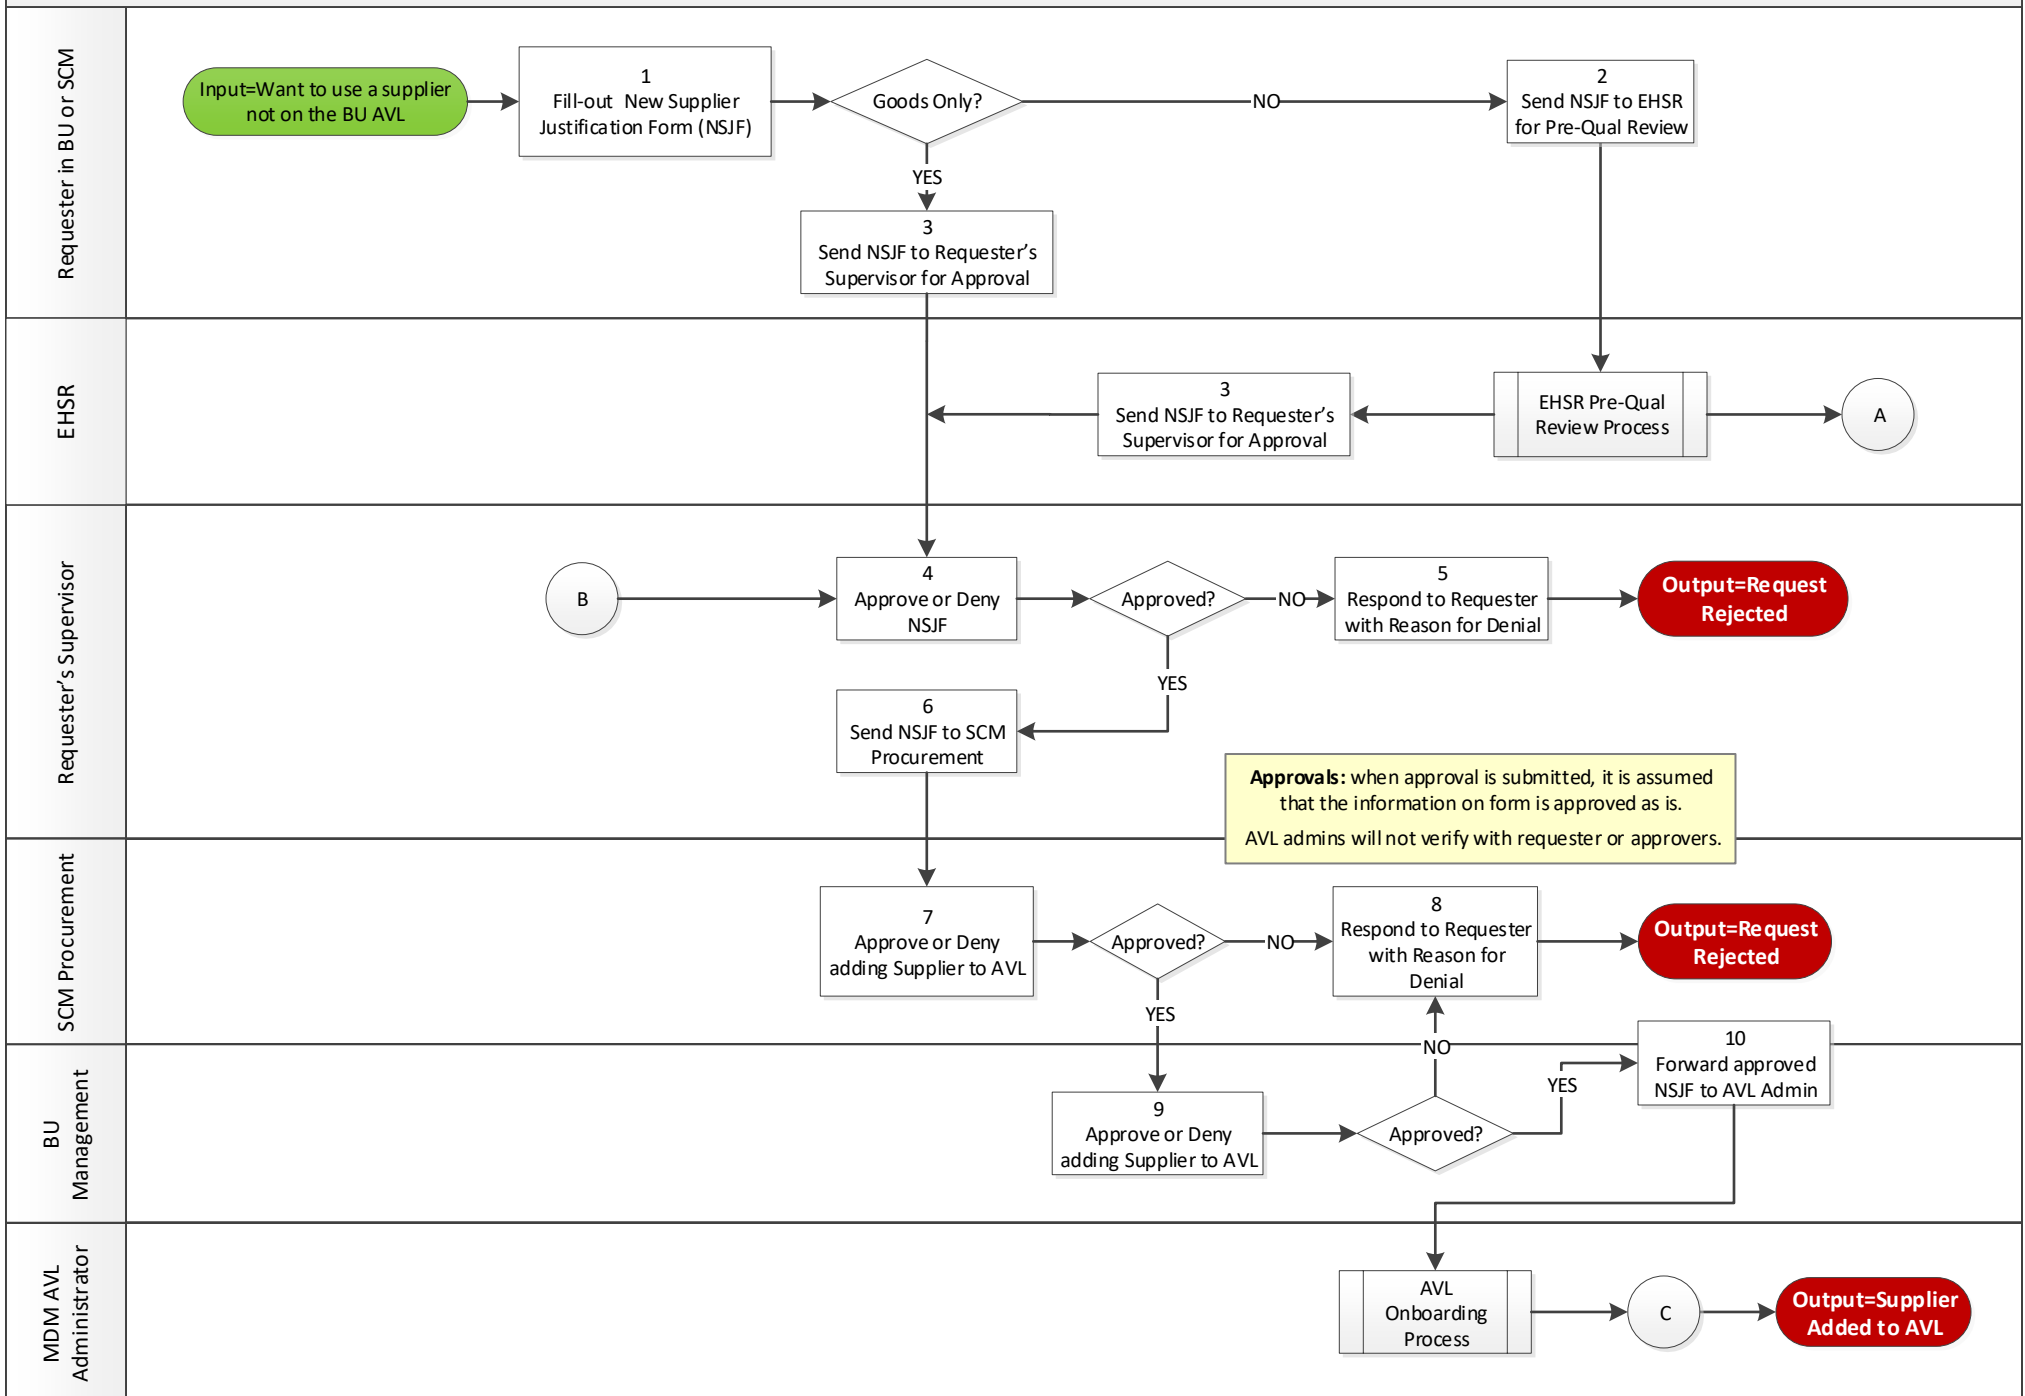 Requester in BU or SCM
Input=Want to use a supplier
not on the BU AVL
1
Fill-out New Supplier
Justification Form (NSJF)
Goods Only?
NO
2
Send NSJF to EHSR
for Pre-Qual Review
YES
3
Send NSJF to Requester's
Supervisor for Approval
EHSR
3
Send NSJF to Requester's
Supervisor for Approval
EHSR Pre-Qual
Review Process
A
Requester's Supervisor
B
4
Approve or Deny
NSJF
Approved?
NO
5
Respond to Requester
with Reason for Denial
Output=Request
Rejected
YES
6
Send NSJF to SCM
Procurement
Approvals: when approval is submitted, it is assumed
that the information on form is approved as is.
AVL admins will not verify with requester or approvers.
SCM Procurement
7
Approve or Deny
adding Supplier to AVL
Approved?
NO
8
Respond to Requester
with Reason for
Denial
Output=Request
Rejected
YES
NO
BU
Management
9
Approve or Deny
adding Supplier to AVL
Approved?
YES
10
Forward approved
NSJF to AVL Admin
MDM AVL
Administrator
AVL
Onboarding
Process
C
Output=Supplier
Added to AVL